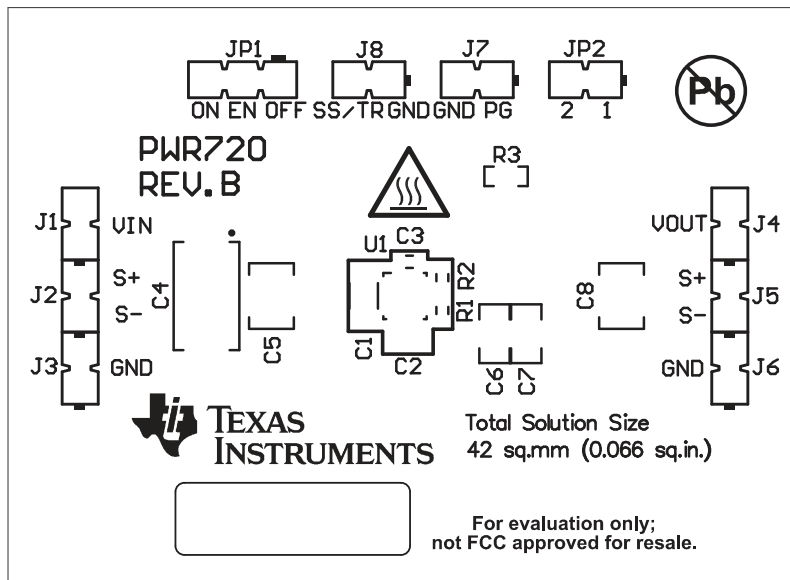 JP1 J8 J7 JP2
ON EN OFF SS/TR GND GND PG 2 1
Pb
PWR720
REV.B
R3
J1 VIN VOUT J4
U1 C3
J2 S+ S- C4 C5 C1 C2 R1 R2 C6 C7 C8 S+ S- J5
J3 GND GND J6
TEXAS
INSTRUMENTS
Total Solution Size
42 sq.mm (0.066 sq.in.)
For evaluation only;
not FCC approved for resale.